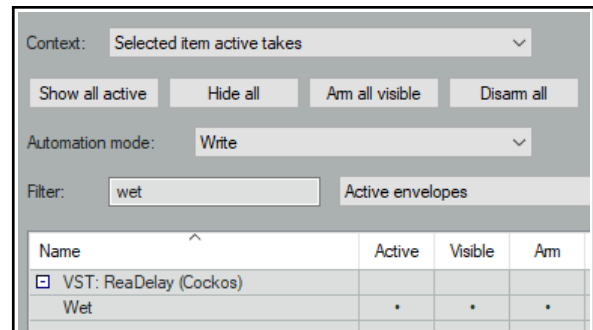 Context: Selected item active takes
Show all active Hide all Arm all visible Disarm all
Automation mode: Write
Filter: wet Active envelopes
Name Active Visible Arm
VST: ReaDelay (Cockos)
Wet • • •